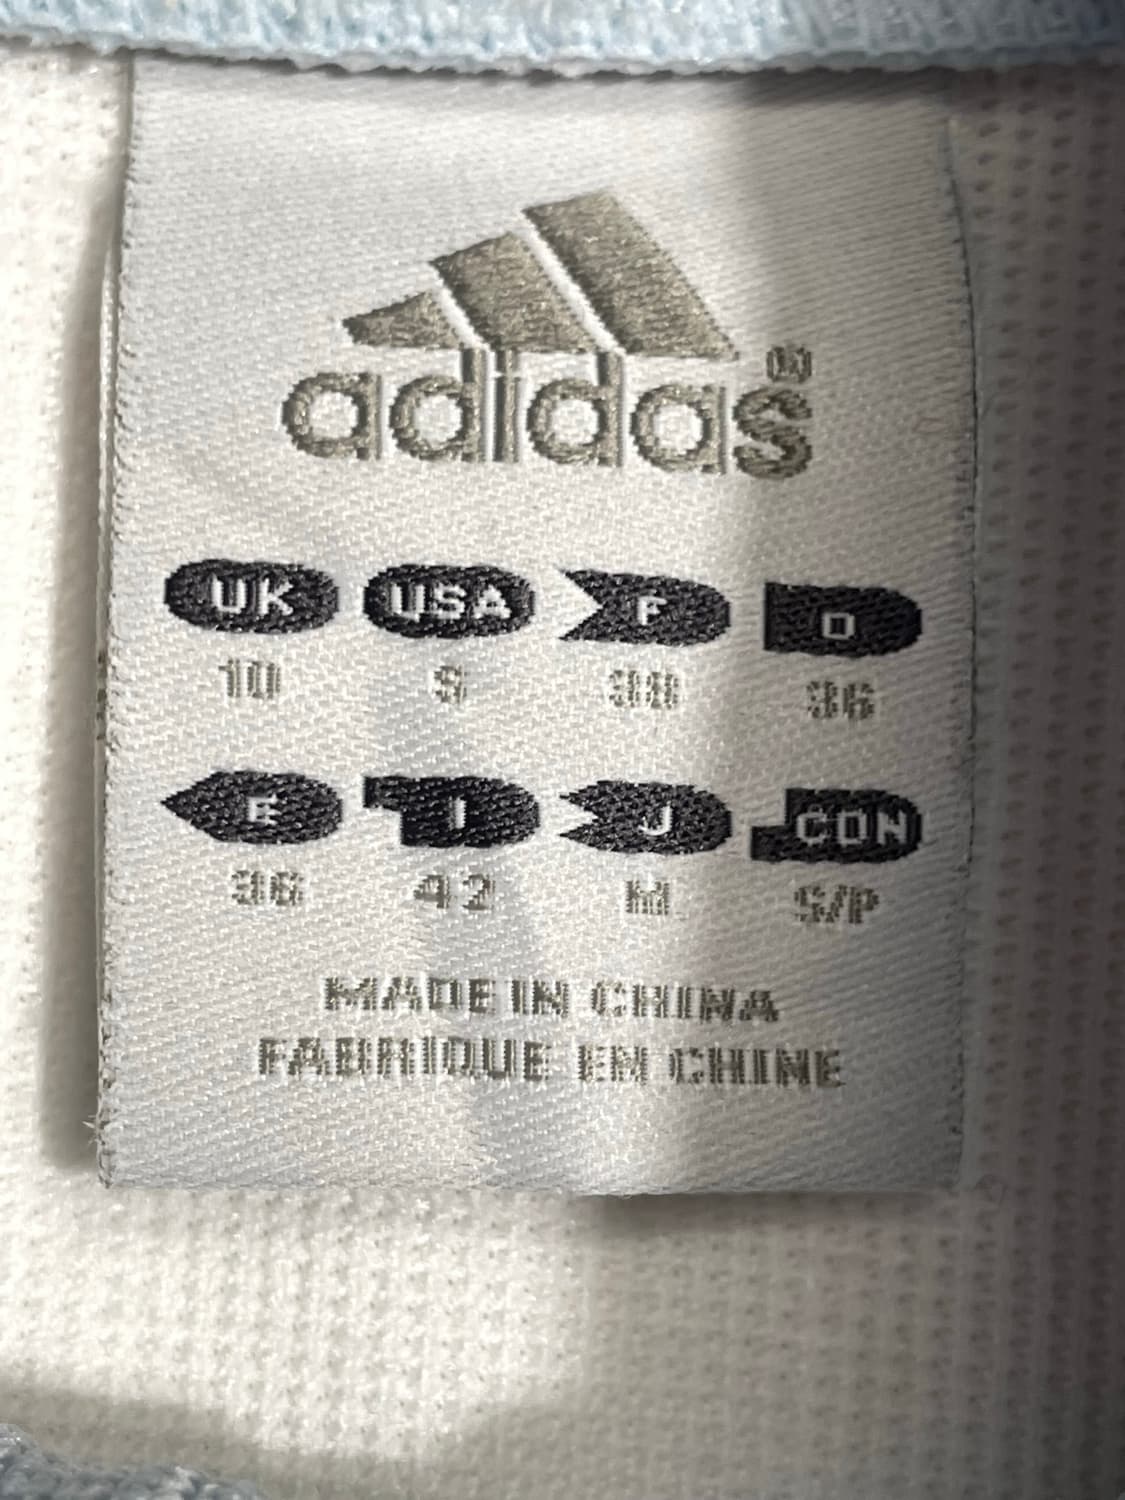 adidas®
UK USA F D
10 S 38 36
E I J CDN
36 42 M S/P
MADE IN CHINA
FABRIQUE EN CHINE